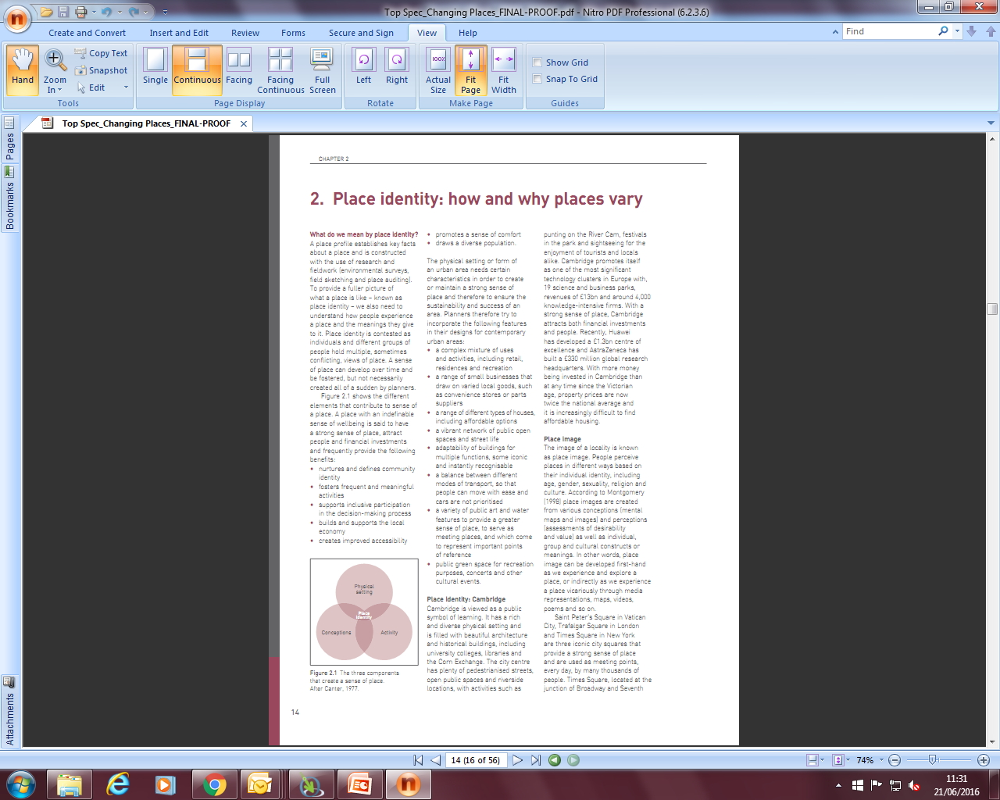 Top Spec_Changing Places_FINAL-PROOF.pdf - Nitro PDF Professional (6.2.3.6)
Create and Convert
Insert and Edit
Review
Forms
Secure and Sign
View
Help
Find
Hand
Zoom In
Copy Text
Snapshot
Edit
Tools
Single
Continuous
Facing
Facing Continuous
Full Screen
Page Display
Left
Right
Rotate
100%
Actual Size
Fit Page
Fit Width
Make Page
Show Grid
Snap To Grid
Guides
Top Spec_Changing Places_FINAL-PROOF
Pages
Bookmarks
Attachments
CHAPTER 2
2. Place identity: how and why places vary
What do we mean by place identity?
A place profile establishes key facts
about a place and is constructed
with the use of research and
fieldwork (environmental surveys,
field sketching and place auditing).
To provide a fuller picture of
what a place is like – known as
place identity – we also need to
understand how people experience
a place and the meanings they give
to it. Place identity is contested as
individuals and different groups of
people hold multiple, sometimes
conflicting, views of place. A sense
of place can develop over time and
be fostered, but not necessarily
created all of a sudden by planners.
Figure 2.1 shows the different
elements that contribute to sense of
a place. A place with an indefinable
sense of wellbeing is said to have
a strong sense of place, attract
people and financial investments
and frequently provide the following
benefits:
• nurtures and defines community
identity
• fosters frequent and meaningful
activities
• supports inclusive participation
in the decision-making process
• builds and supports the local
economy
• creates improved accessibility
Physical
setting
Place
identity
Conceptions
Activity
Figure 2.1 The three components
that create a sense of place.
After Canter, 1977.
• promotes a sense of comfort
• draws a diverse population.
The physical setting or form of
an urban area needs certain
characteristics in order to create
or maintain a strong sense of
place and therefore to ensure the
sustainability and success of an
area. Planners therefore try to
incorporate the following features
in their designs for contemporary
urban areas:
• a complex mixture of uses
and activities, including retail,
residences and recreation
• a range of small businesses that
draw on varied local goods, such
as convenience stores or parts
suppliers
• a range of different types of houses,
including affordable options
• a vibrant network of public open
spaces and street life
• adaptability of buildings for
multiple functions, some iconic
and instantly recognisable
• a balance between different
modes of transport, so that
people can move with ease and
cars are not prioritised
• a variety of public art and water
features to provide a greater
sense of place, to serve as
meeting places, and which come
to represent important points
of reference
• public green space for recreation
purposes, concerts and other
cultural events.
Place identity: Cambridge
Cambridge is viewed as a public
symbol of learning. It has a rich
and diverse physical setting and
is filled with beautiful architecture
and historical buildings, including
university colleges, libraries and
the Corn Exchange. The city centre
has plenty of pedestrianised streets,
open public spaces and riverside
locations, with activities such as
punting on the River Cam, festivals
in the park and sightseeing for the
enjoyment of tourists and locals
alike. Cambridge promotes itself
as one of the most significant
technology clusters in Europe with,
19 science and business parks,
revenues of £13bn and around 4,000
knowledge-intensive firms. With a
strong sense of place, Cambridge
attracts both financial investments
and people. Recently, Huawei
has developed a £1.3bn centre of
excellence and AstraZeneca has
built a £330 million global research
headquarters. With more money
being invested in Cambridge than
at any time since the Victorian
age, property prices are now
twice the national average and
it is increasingly difficult to find
affordable housing.
Place image
The image of a locality is known
as place image. People perceive
places in different ways based on
their individual identity, including
age, gender, sexuality, religion and
culture. According to Montgomery
(1998) place images are created
from various conceptions (mental
maps and images) and perceptions
(assessments of desirability
and value) as well as individual,
group and cultural constructs or
meanings. In other words, place
image can be developed first-hand
as we experience and explore a
place, or indirectly as we experience
a place vicariously through media
representations, maps, videos,
poems and so on.
Saint Peter's Square in Vatican
City, Trafalgar Square in London
and Times Square in New York
are three iconic city squares that
provide a strong sense of place
and are used as meeting points,
every day, by many thousands of
people. Times Square, located at the
junction of Broadway and Seventh
14
14 (16 of 56)
74%
11:31
21/06/2016